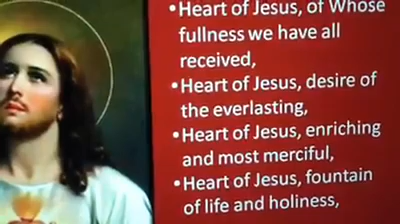 •Heart of Jesus, of Whose
fullness we have all
received,
•Heart of Jesus, desire of
the everlasting,
•Heart of Jesus, enriching
and most merciful,
•Heart of Jesus, fountain
of life and holiness,